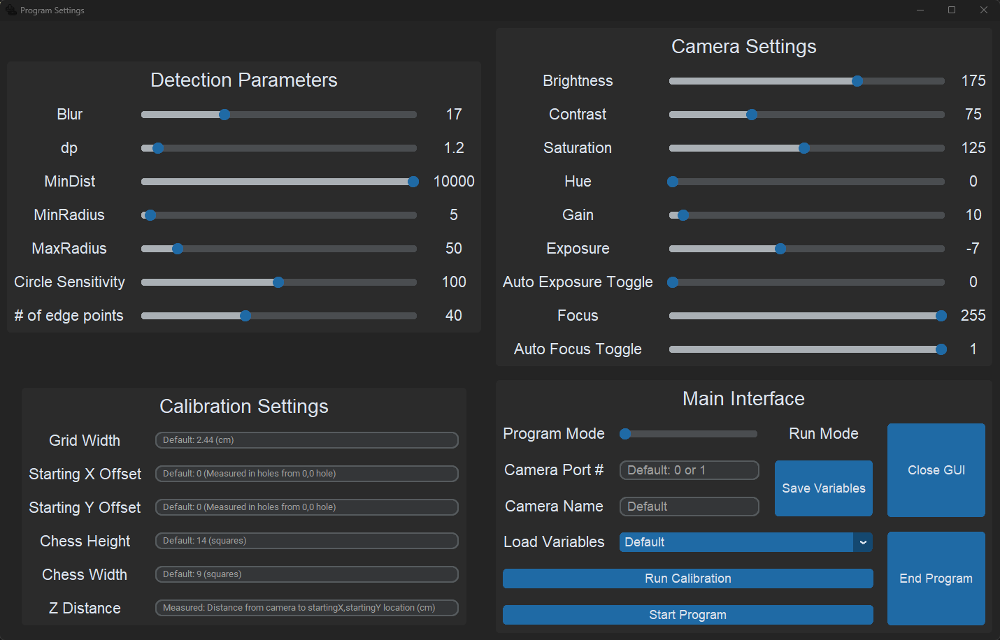 Program Settings
Detection Parameters
Blur 17
dp 1.2
MinDist 10000
MinRadius 5
MaxRadius 50
Circle Sensitivity 100
# of edge points 40
Camera Settings
Brightness 175
Contrast 75
Saturation 125
Hue 0
Gain 10
Exposure -7
Auto Exposure Toggle 0
Focus 255
Auto Focus Toggle 1
Calibration Settings
Grid Width Default: 2.44 (cm)
Starting X Offset Default: 0 (Measured in holes from 0,0 hole)
Starting Y Offset Default: 0 (Measured in holes from 0,0 hole)
Chess Height Default: 14 (squares)
Chess Width Default: 9 (squares)
Z Distance Measured: Distance from camera to startingX,startingY location (cm)
Main Interface
Program Mode Run Mode
Camera Port # Default: 0 or 1
Camera Name Default
Save Variables
Close GUI
Load Variables Default
Run Calibration
Start Program
End Program